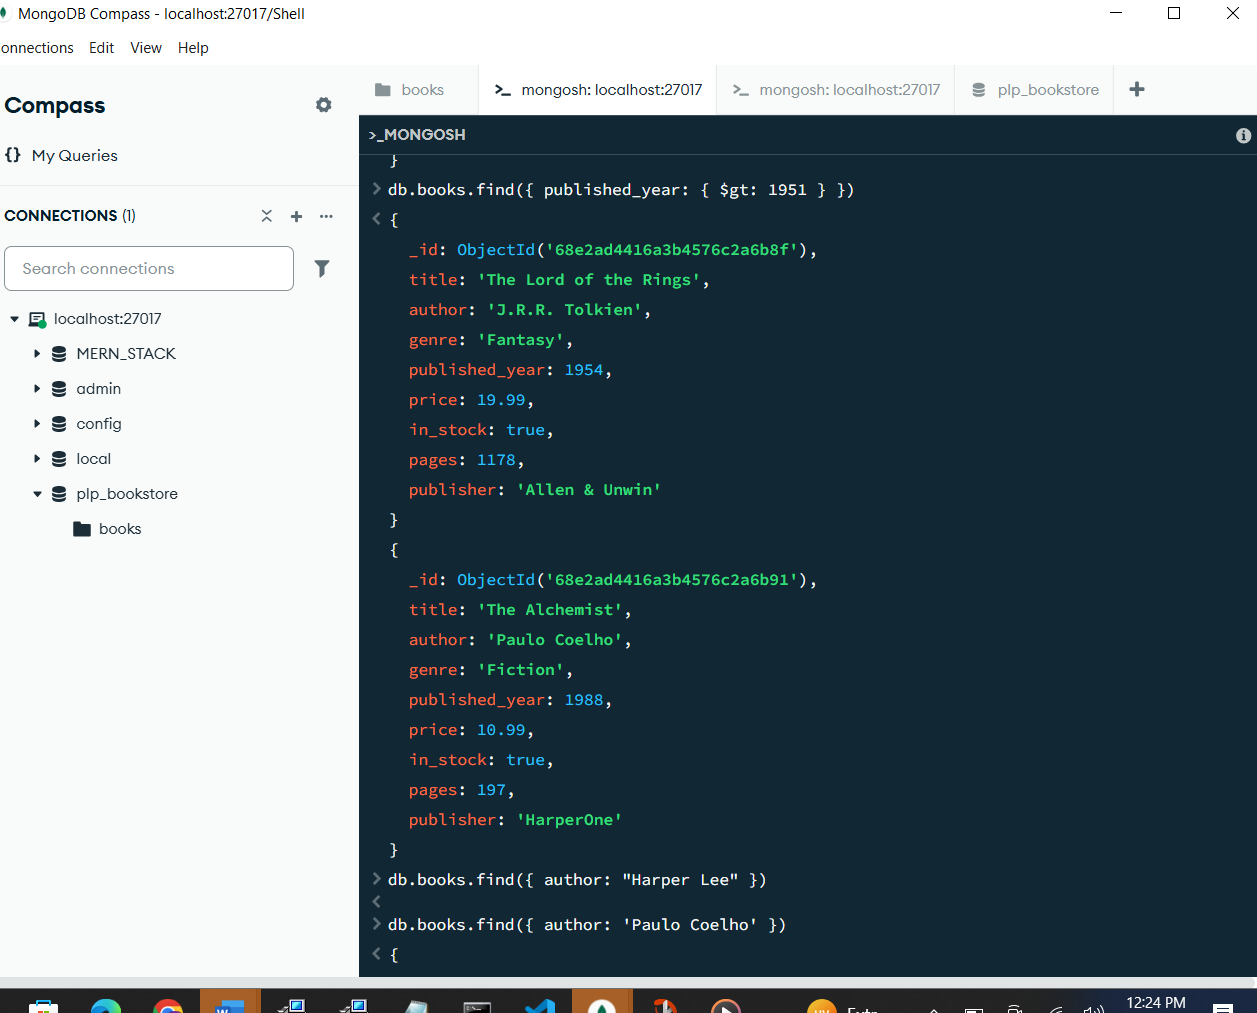 MongoDB Compass - localhost:27017/Shell
onnections Edit View Help
Compass
{} My Queries
CONNECTIONS (1)
Search connections
localhost:27017
MERN_STACK
admin
config
local
plp_bookstore
books
books
mongosh: localhost:27017
mongosh: localhost:27017
plp_bookstore
>_MONGOSH
}
db.books.find({ published_year: { $gt: 1951 } })
{
_id: ObjectId('68e2ad4416a3b4576c2a6b8f'),
title: 'The Lord of the Rings',
author: 'J.R.R. Tolkien',
genre: 'Fantasy',
published_year: 1954,
price: 19.99,
in_stock: true,
pages: 1178,
publisher: 'Allen & Unwin'
}
{
_id: ObjectId('68e2ad4416a3b4576c2a6b91'),
title: 'The Alchemist',
author: 'Paulo Coelho',
genre: 'Fiction',
published_year: 1988,
price: 10.99,
in_stock: true,
pages: 197,
publisher: 'HarperOne'
}
db.books.find({ author: "Harper Lee" })
db.books.find({ author: 'Paulo Coelho' })
{
12:24 PM